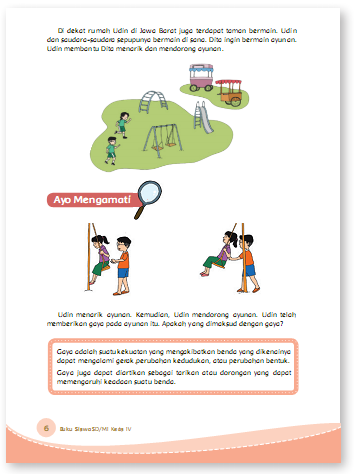 Di dekat rumah Udin di Jawa Barat juga terdapat taman bermain. Udin
dan saudara-saudara sepupunya bermain di sana. Dita ingin bermain ayunan.
Udin membantu Dita menarik dan mendorong ayunan.
Ayo Mengamati
Udin menarik ayunan. Kemudian, Udin mendorong ayunan. Udin telah
memberikan gaya pada ayunan itu. Apakah yang dimaksud dengan gaya?
Gaya adalah suatu kekuatan yang mengakibatkan benda yang dikenainya
dapat mengalami gerak, perubahan kedudukan, atau perubahan bentuk.
Gaya juga dapat diartikan sebagai tarikan atau dorongan yang dapat
memengaruhi keadaan suatu benda.
6 Buku Siswa SD/MI Kelas IV